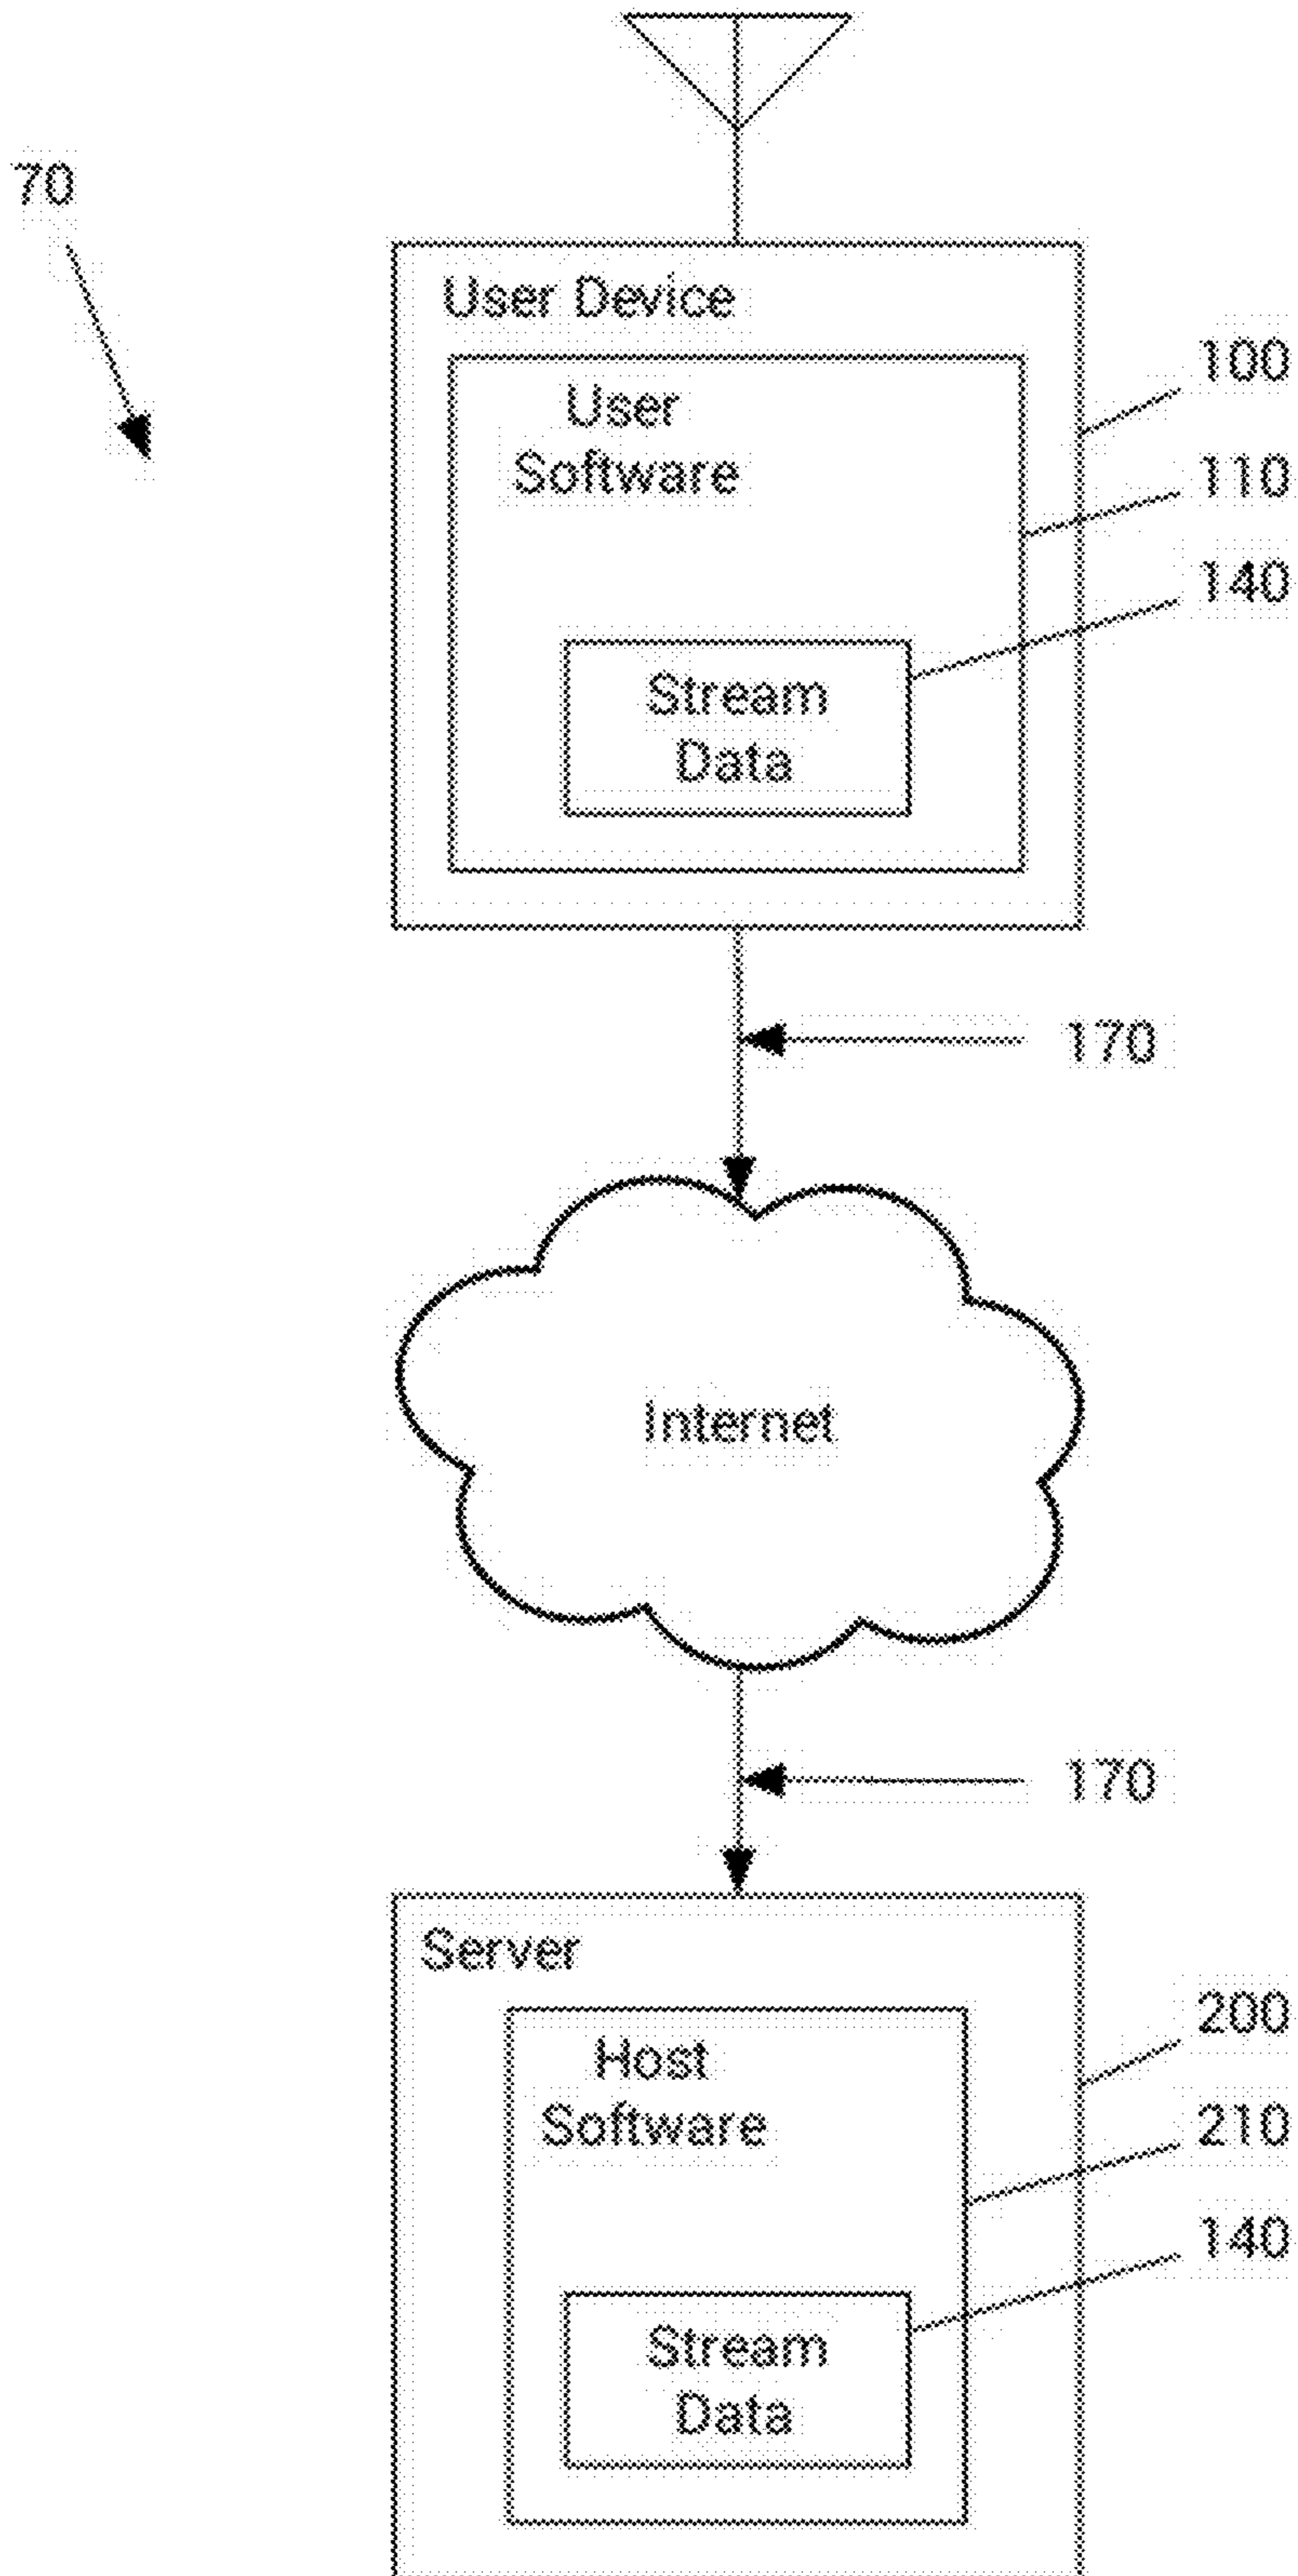 70
User Device
100
User
Software
110
140
Stream
Data
170
Internet
170
Server
200
Host
Software
210
140
Stream
Data